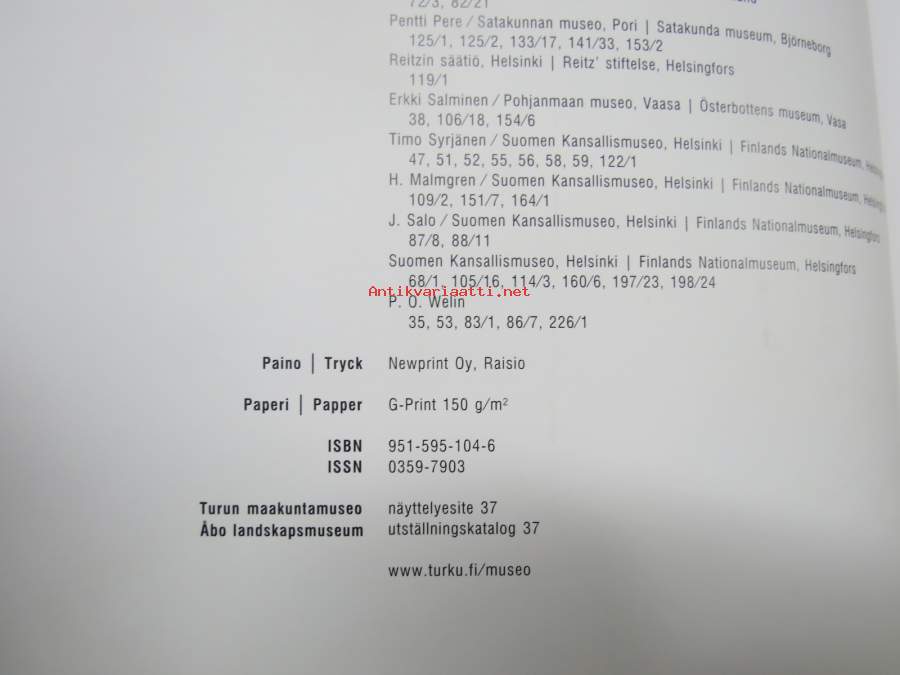 72/3, 82/21
Pentti Pere / Satakunnan museo, Pori | Satakunda museum, Björneborg
125/1, 125/2, 133/17, 141/33, 153/2
Reitzin säätiö, Helsinki | Reitz' stiftelse, Helsingfors
119/1
Erkki Salminen / Pohjanmaan museo, Vaasa | Österbottens museum, Vasa
38, 106/18, 154/6
Timo Syrjänen / Suomen Kansallismuseo, Helsinki | Finlands Nationalmuseum,
47, 51, 52, 55, 56, 58, 59, 122/1
H. Malmgren / Suomen Kansallismuseo, Helsinki | Finlands Nationalmuseum,
109/2, 151/7, 164/1
J. Salo / Suomen Kansallismuseo, Helsinki | Finlands Nationalmuseum, Helsingfors
87/8, 88/11
Suomen Kansallismuseo, Helsinki | Finlands Nationalmuseum, Helsingfors
68/1, 105/16, 114/3, 160/6, 197/23, 198/24
Antikvariaatti.net
P. O. Welin
35, 53, 83/1, 86/7, 226/1
Paino | Tryck Newprint Oy, Raisio
Paperi | Papper G-Print 150 g/m²
ISBN 951-595-104-6
ISSN 0359-7903
Turun maakuntamuseo näyttelyesite 37
Åbo landskapsmuseum utställningskatalog 37
www.turku.fi/museo